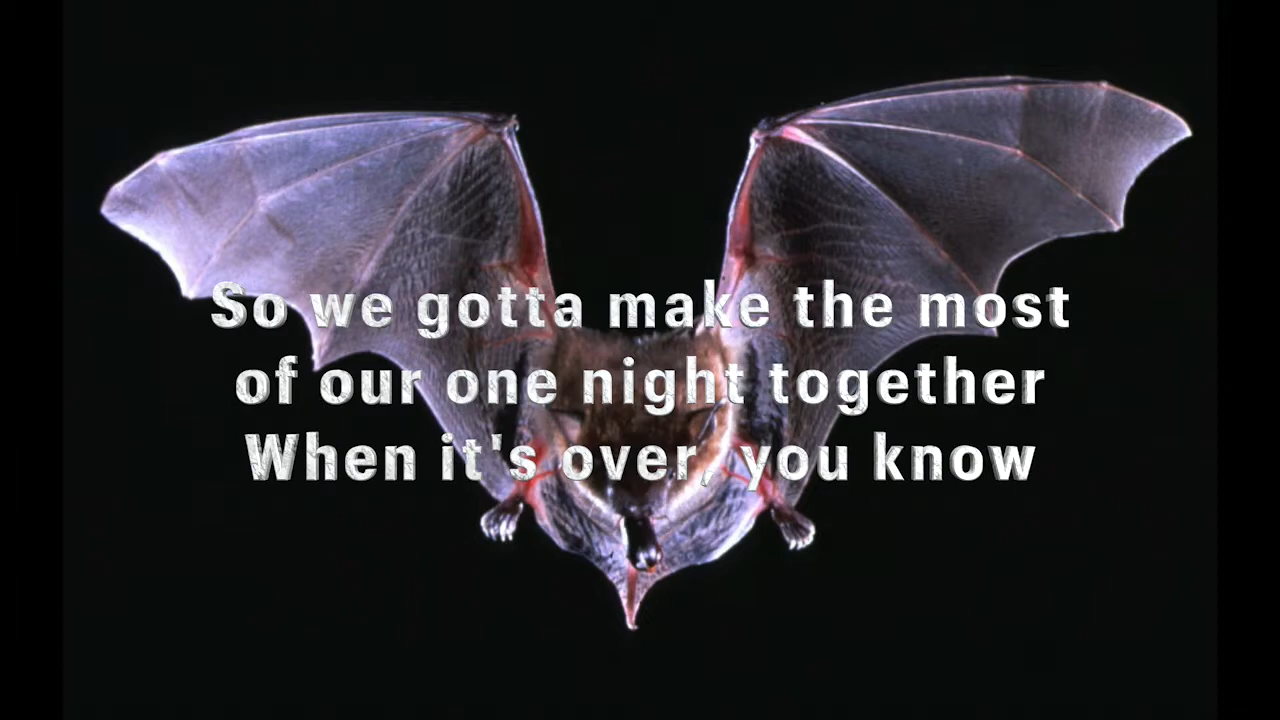 So we gotta make the most
of our one night together
When it's over, you know